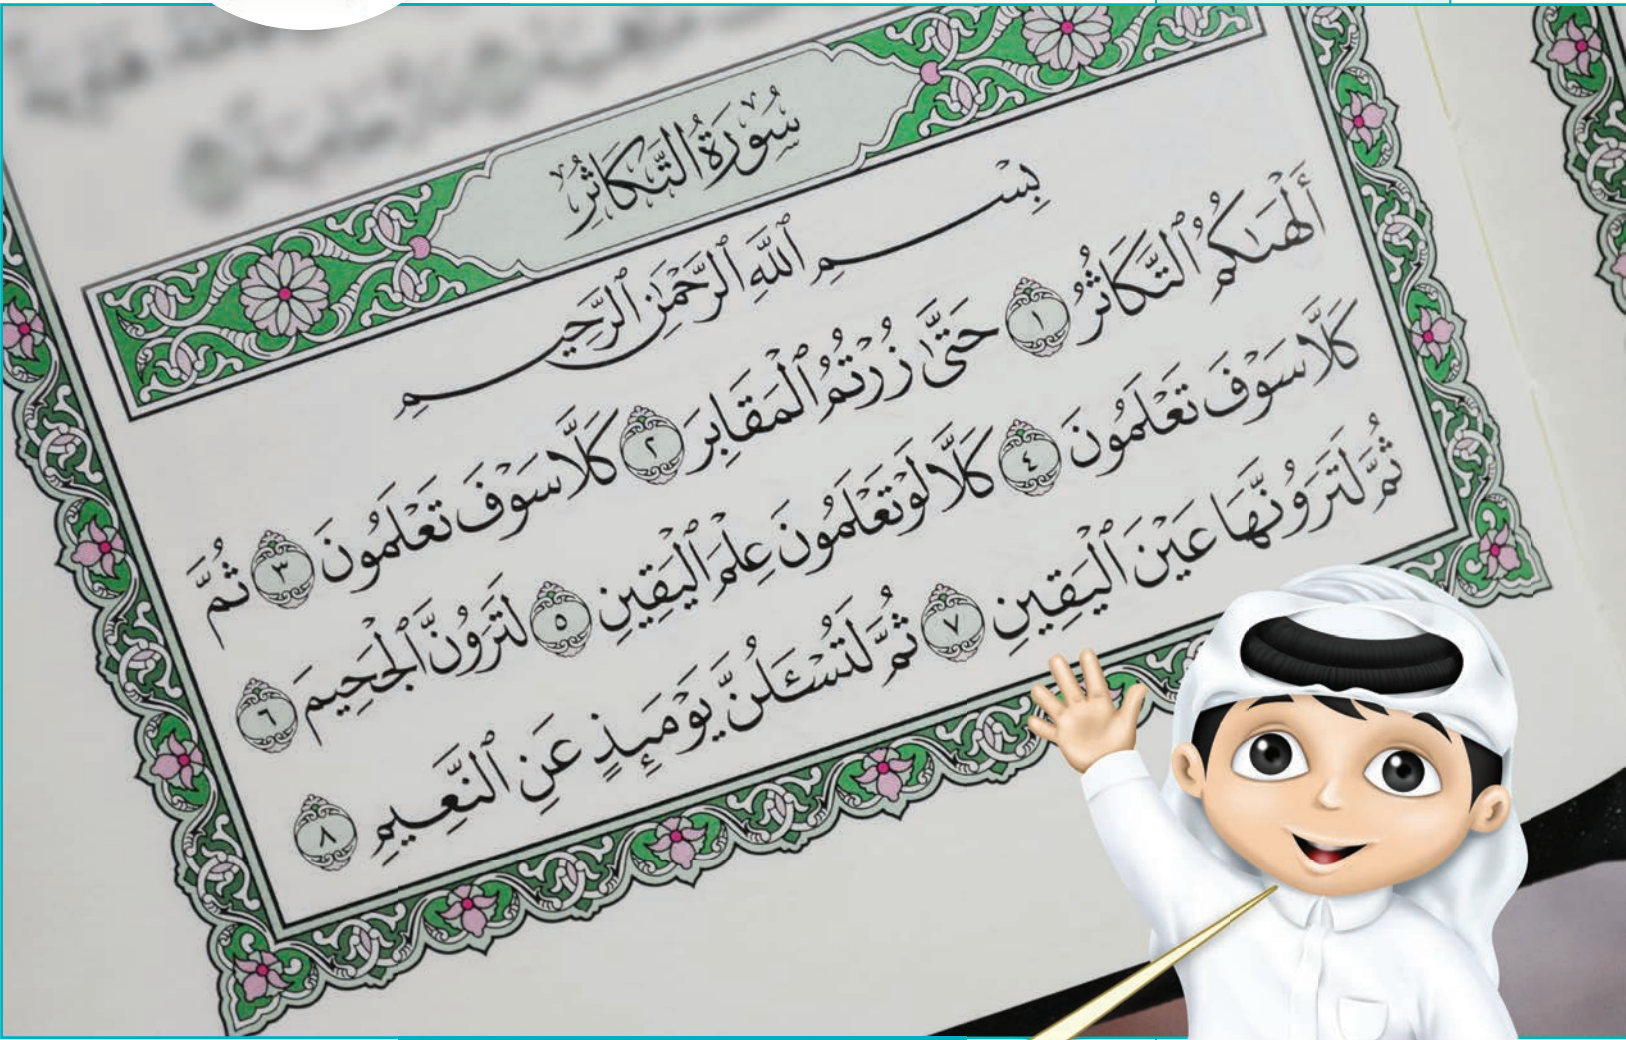 سُورَةُ التَّكَاثُرِ
بِسْمِ ٱللَّهِ ٱلرَّحْمَٰنِ ٱلرَّحِيمِ
أَلْهَىٰكُمُ ٱلتَّكَاثُرُ ١ حَتَّىٰ زُرْتُمُ ٱلْمَقَابِرَ ٢ كَلَّا سَوْفَ تَعْلَمُونَ ٣ ثُمَّ
كَلَّا سَوْفَ تَعْلَمُونَ ٤ كَلَّا لَوْ تَعْلَمُونَ عِلْمَ ٱلْيَقِينِ ٥ لَتَرَوُنَّ ٱلْجَحِيمَ ٦
ثُمَّ لَتَرَوُنَّهَا عَيْنَ ٱلْيَقِينِ ٧ ثُمَّ لَتُسْـَٔلُنَّ يَوْمَئِذٍ عَنِ ٱلنَّعِيمِ ٨